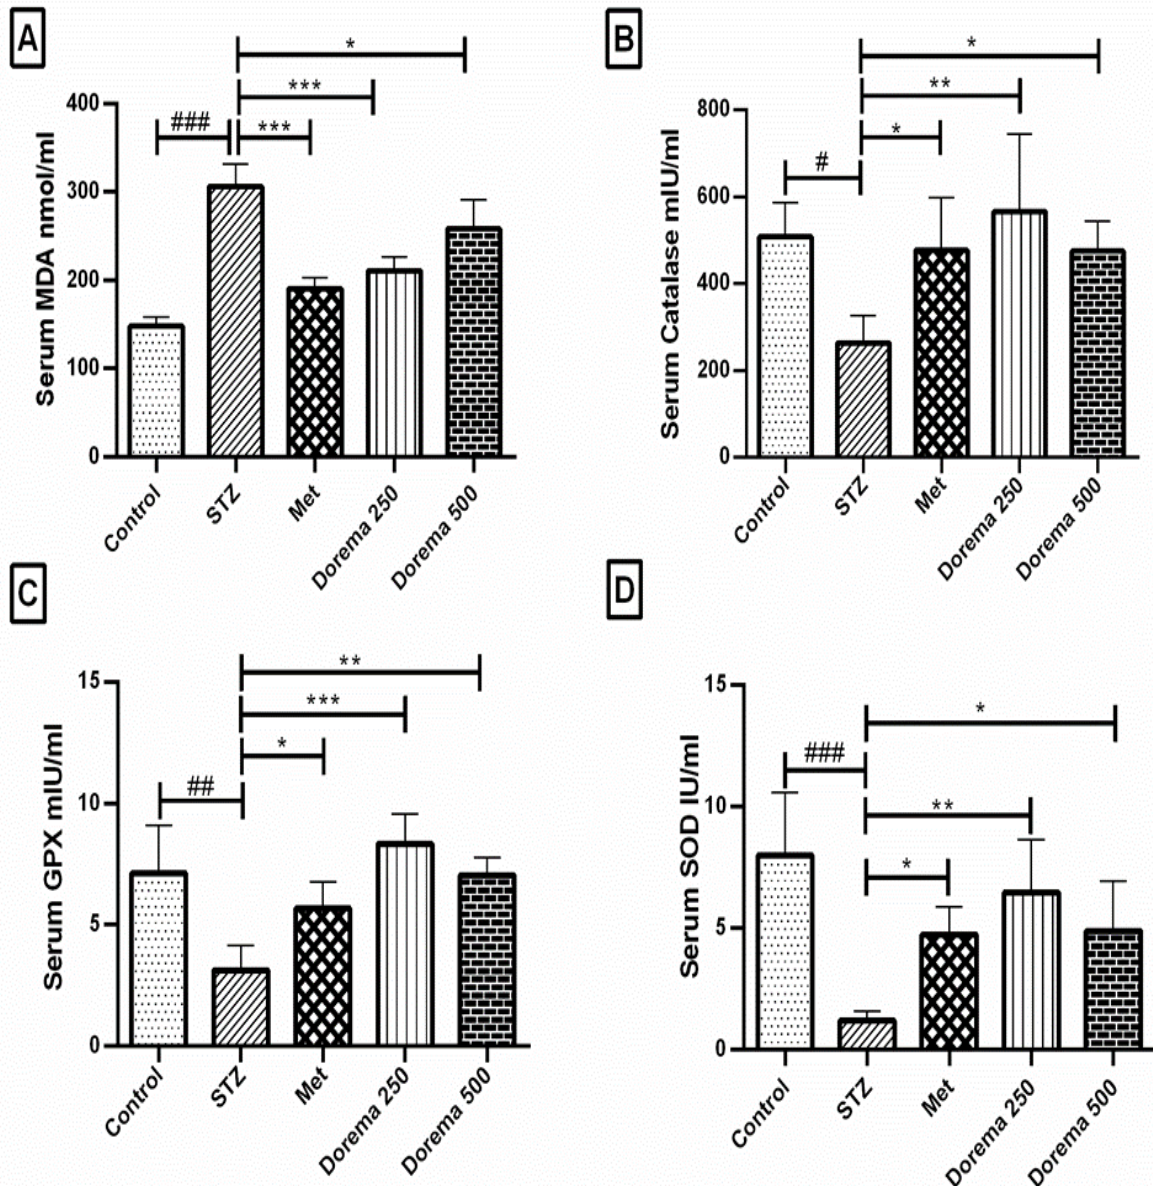 A
*
***
### ***
Serum MDA nmol/ml
400
300
200
100
0
Control STZ Met Dorema 250 Dorema 500
B
*
**
*
#
Serum Catalase mIU/ml
800
600
400
200
0
Control STZ Met Dorema 250 Dorema 500
C
**
***
*
##
Serum GPX mIU/ml
15
10
5
0
Control STZ Met Dorema 250 Dorema 500
D
*
###
**
*
Serum SOD IU/ml
15
10
5
0
Control STZ Met Dorema 250 Dorema 500